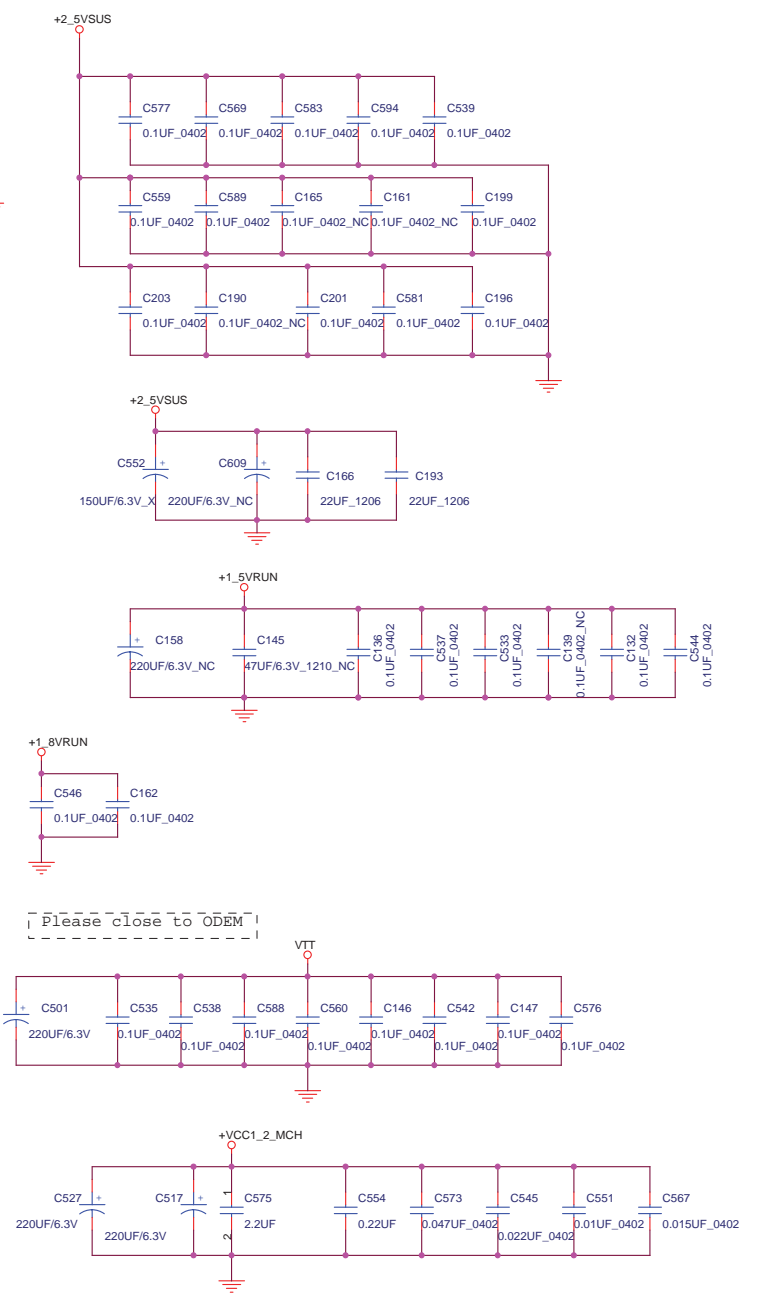 +2_5VSUS
C577 C569 C583 C594 C539
0.1UF_0402 0.1UF_0402 0.1UF_0402 0.1UF_0402 0.1UF_0402
C559 C589 C165 C161 C199
0.1UF_0402 0.1UF_0402 0.1UF_0402_NC 0.1UF_0402_NC 0.1UF_0402
C203 C190 C201 C581 C196
0.1UF_0402 0.1UF_0402_NC 0.1UF_0402 0.1UF_0402 0.1UF_0402
+2_5VSUS
C552 + C609 + C166 C193
150UF/6.3V_X 220UF/6.3V_NC 22UF_1206 22UF_1206
+1_5VRUN
+ C158 C145
220UF/6.3V_NC 47UF/6.3V_1210_NC
C136
0.1UF_0402
C537
0.1UF_0402
C533
0.1UF_0402
C139
0.1UF_0402_NC
C132
0.1UF_0402
C544
0.1UF_0402
+1_8VRUN
C546 C162
0.1UF_0402 0.1UF_0402
Please close to ODEM
VTT
+ C501 C535 C538 C588 C560 C146 C542 C147 C576
220UF/6.3V 0.1UF_0402 0.1UF_0402 0.1UF_0402 0.1UF_0402 0.1UF_0402 0.1UF_0402 0.1UF_0402 0.1UF_0402
+VCC1_2_MCH
C527 + C517 + 1 C575 C554 C573 C545 C551 C567
220UF/6.3V 220UF/6.3V 2 2.2UF 0.22UF 0.047UF_0402 0.022UF_0402 0.01UF_0402 0.015UF_0402